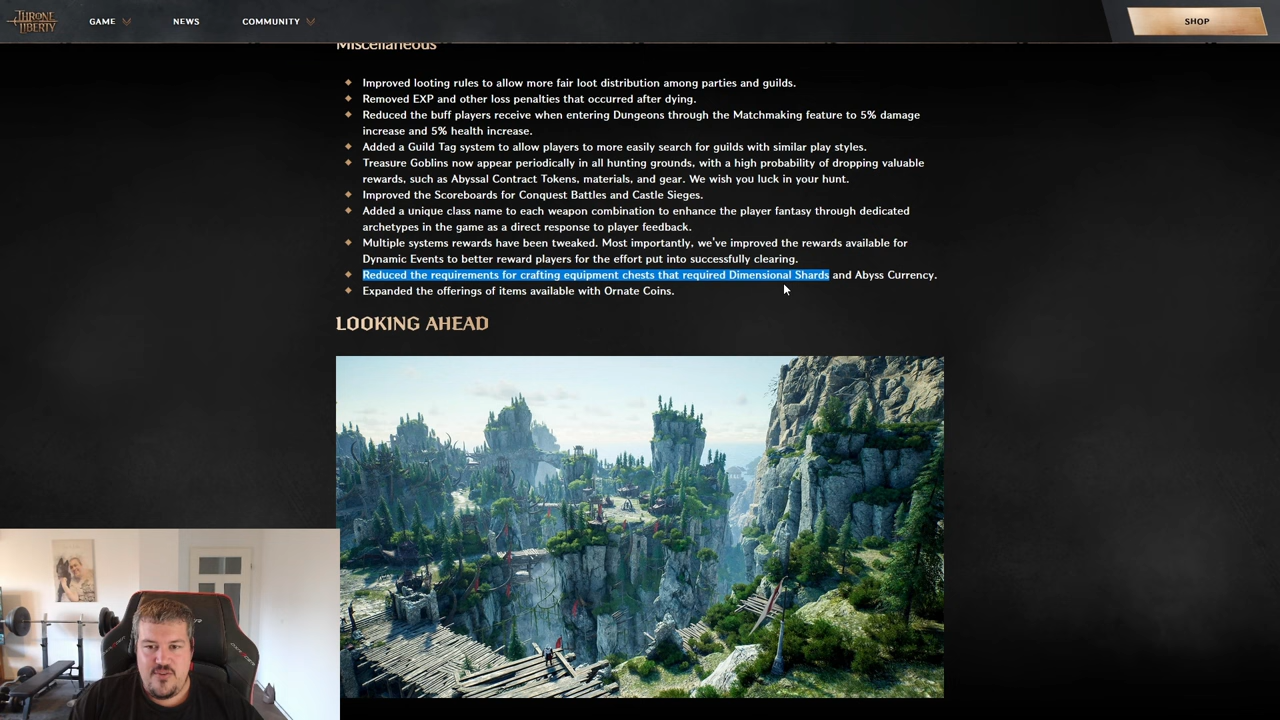 THRONE
LIBERTY
GAME
NEWS
COMMUNITY
SHOP
Miscellaneous
Improved looting rules to allow more fair loot distribution among parties and guilds.
Removed EXP and other loss penalties that occurred after dying.
Reduced the buff players receive when entering Dungeons through the Matchmaking feature to 5% damage
increase and 5% health increase.
Added a Guild Tag system to allow players to more easily search for guilds with similar play styles.
Treasure Goblins now appear periodically in all hunting grounds, with a high probability of dropping valuable
rewards, such as Abyssal Contract Tokens, materials, and gear. We wish you luck in your hunt.
Improved the Scoreboards for Conquest Battles and Castle Sieges.
Added a unique class name to each weapon combination to enhance the player fantasy through dedicated
archetypes in the game as a direct response to player feedback.
Multiple systems rewards have been tweaked. Most importantly, we've improved the rewards available for
Dynamic Events to better reward players for the effort put into successfully clearing.
Reduced the requirements for crafting equipment chests that required Dimensional Shards and Abyss Currency.
Expanded the offerings of items available with Ornate Coins.
LOOKING AHEAD